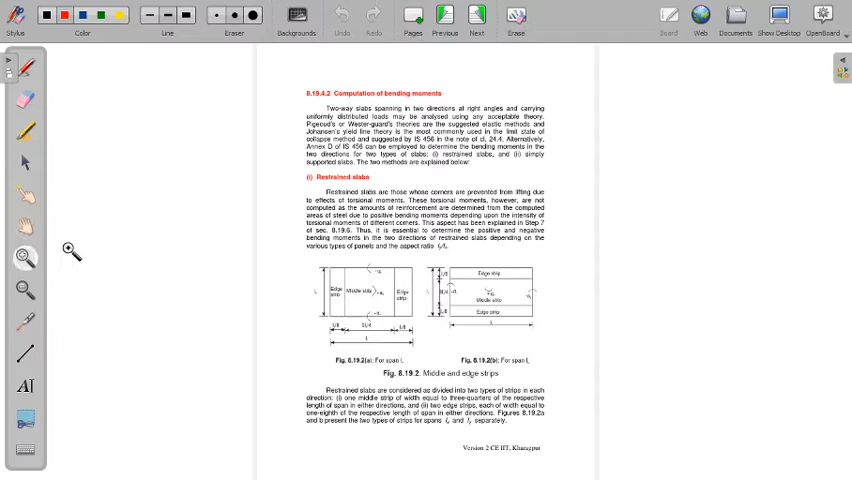 Stylus
Color
Line
Eraser
Backgrounds
Undo
Redo
Pages
Previous
Next
Erase
Board
Web
Documents
Show Desktop
OpenBoard
8.19.4.2 Computation of bending moments
Two-way slabs spanning in two directions at right angles and carrying
uniformly distributed loads may be analysed using any acceptable theory.
Pigeoud's or Wester-guard's theories are the suggested elastic methods and
Johansen's yield line theory is the most commonly used in the limit state of
collapse method and suggested by IS 456 in the note of cl. 24.4. Alternatively,
Annex D of IS 456 can be employed to determine the bending moments in the
two directions for two types of slabs: (i) restrained slabs, and (ii) simply
supported slabs. The two methods are explained below:
(i) Restrained slabs
Restrained slabs are those whose corners are prevented from lifting due
to effects of torsional moments. These torsional moments, however, are not
computed as the amounts of reinforcement are determined from the computed
areas of steel due to positive bending moments depending upon the intensity of
torsional moments of different corners. This aspect has been explained in Step 7
of sec. 8.19.6. Thus, it is essential to determine the positive and negative
bending moments in the two directions of restrained slabs depending on the
various types of panels and the aspect ratio
Edge strip
Middle strip
Edge strip
Edge strip
Middle strip
Edge strip
Fig. 8.19.2(a): For span
Fig. 8.19.2(b): For span
Fig. 8.19.2: Middle and edge strips
Restrained slabs are considered as divided into two types of strips in each
direction: (i) one middle strip of width equal to three-quarters of the respective
length of span in either directions, and (ii) two edge strips, each of width equal to
one-eighth of the respective length of span in either directions. Figures 8.19.2a
and b present the two types of strips for spans lx and ly separately.
Version 2 CE IIT, Kharagpur